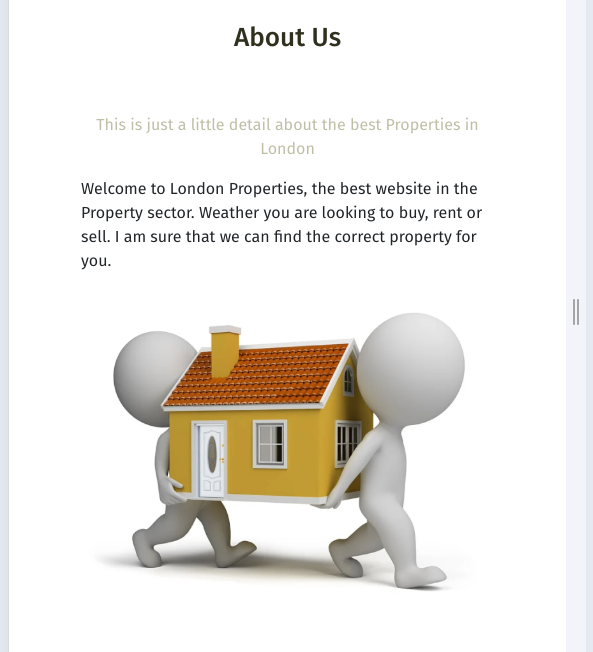 About Us
This is just a little detail about the best Properties in
London
Welcome to London Properties, the best website in the
Property sector. Weather you are looking to buy, rent or
sell. I am sure that we can find the correct property for
you.